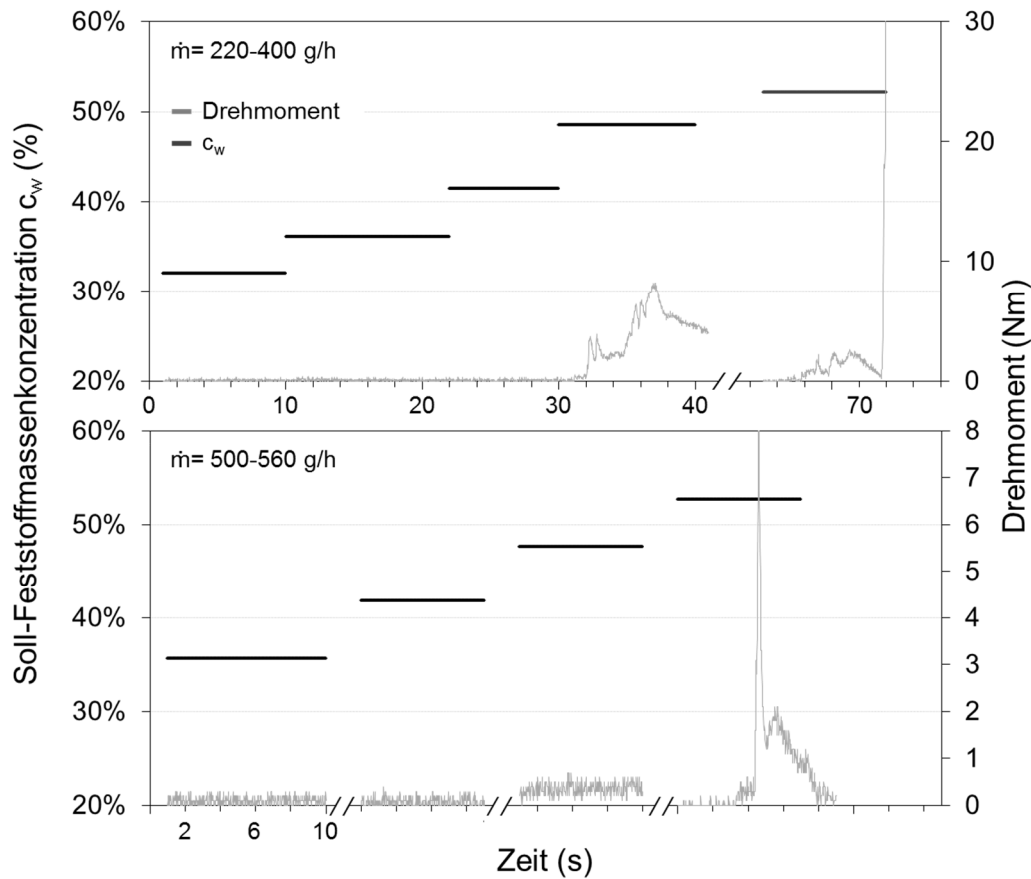 Soll-Feststoffmassenkonzentration c_w (%)
60%
50%
40%
30%
20%
ṁ= 220-400 g/h
Drehmoment
c_w
30
20
10
0
0 10 20 30 40 70
Drehmoment (Nm)
60%
50%
40%
30%
20%
ṁ= 500-560 g/h
8
7
6
5
4
3
2
1
0
2 6 10
Zeit (s)